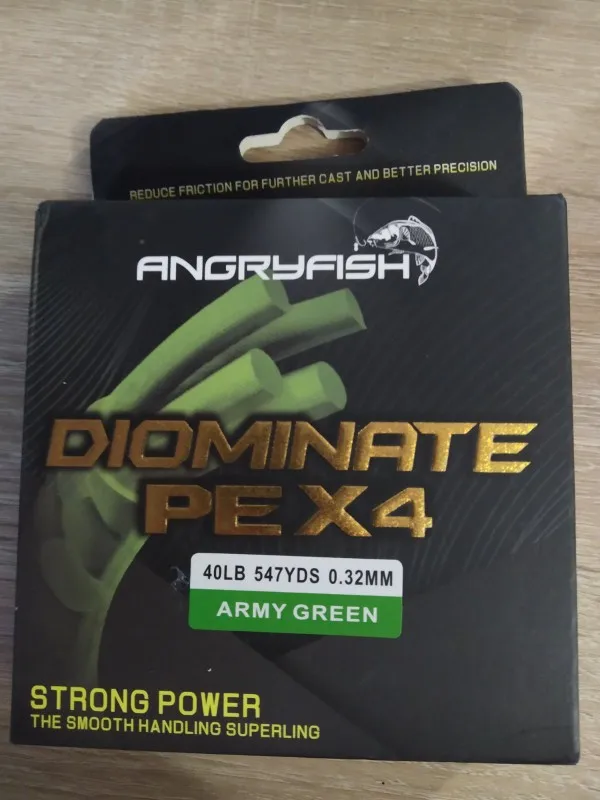 REDUCE FRICTION FOR FURTHER CAST AND BETTER PRECISION
ANGRYFISH
DIOMINATE
PE X4
40LB 547YDS 0.32MM
ARMY GREEN
STRONG POWER
THE SMOOTH HANDLING SUPERLING